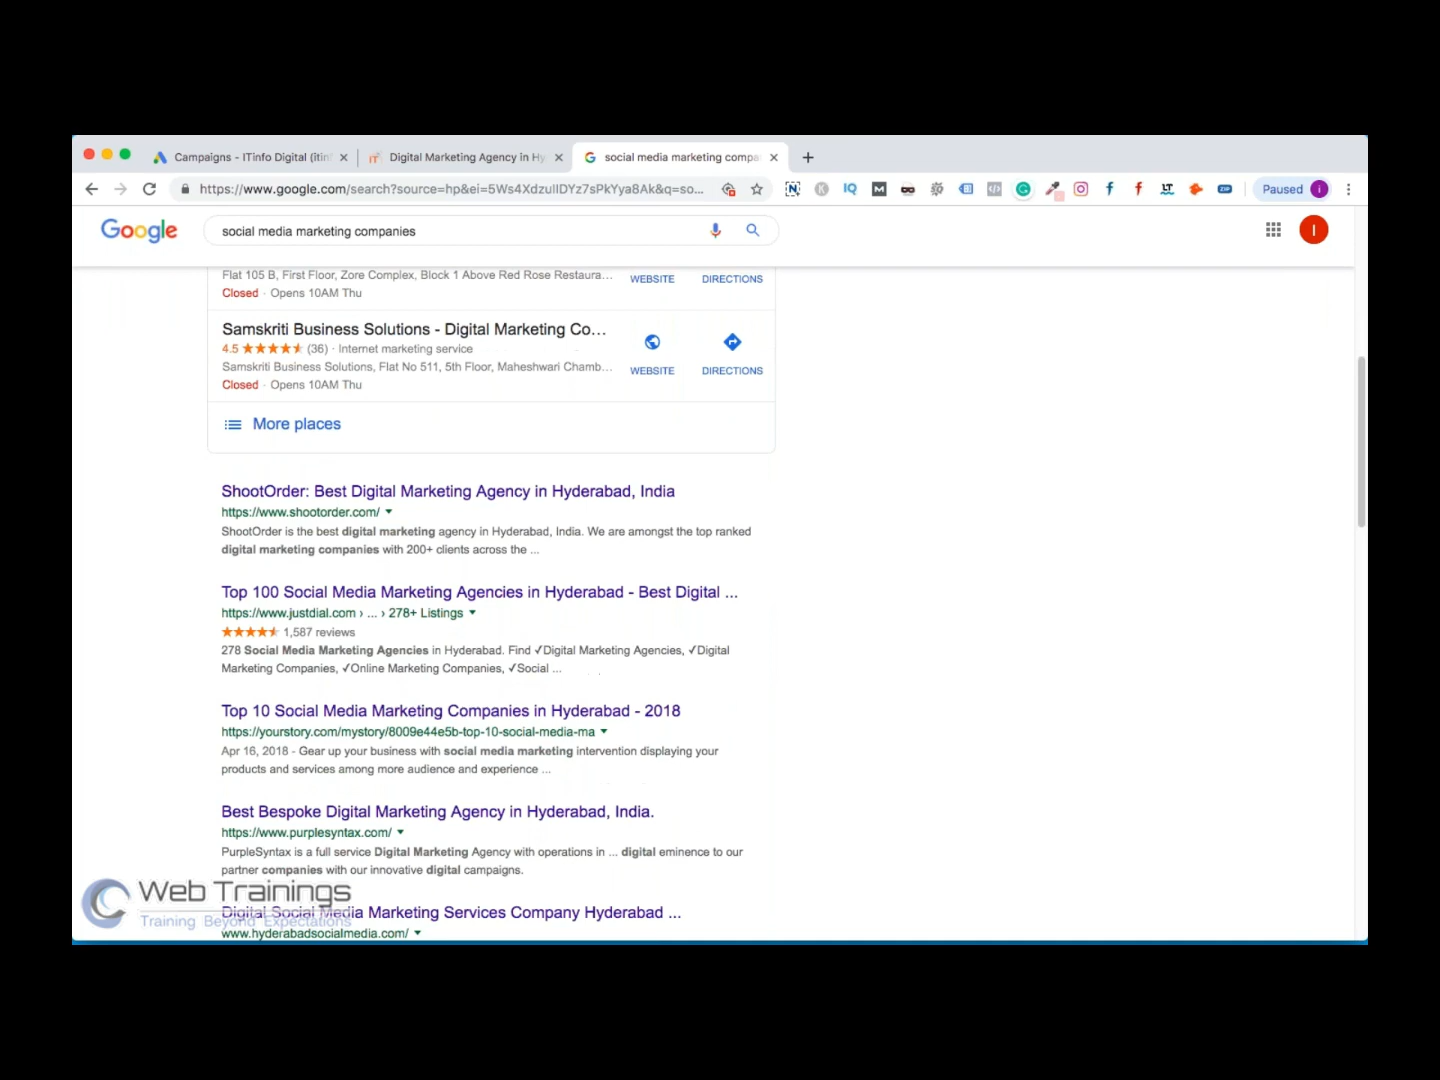 Campaigns - ITinfo Digital (itinf
Digital Marketing Agency in Hy
social media marketing compa
https://www.google.com/search?source=hp&ei=5Ws4XdzulIDYz7sPkYya8Ak&q=so...
Paused
Google
social media marketing companies
Flat 105 B, First Floor, Zore Complex, Block 1 Above Red Rose Restaura...
WEBSITE
DIRECTIONS
Closed · Opens 10AM Thu
Samskriti Business Solutions - Digital Marketing Co...
4.5 ★★★★★ (36) · Internet marketing service
Samskriti Business Solutions, Flat No 511, 5th Floor, Maheshwari Chamb...
WEBSITE
DIRECTIONS
Closed · Opens 10AM Thu
More places
ShootOrder: Best Digital Marketing Agency in Hyderabad, India
https://www.shootorder.com/
ShootOrder is the best digital marketing agency in Hyderabad, India. We are amongst the top ranked
digital marketing companies with 200+ clients across the ...
Top 100 Social Media Marketing Agencies in Hyderabad - Best Digital ...
https://www.justdial.com › ... › 278+ Listings
★★★★★ 1,587 reviews
278 Social Media Marketing Agencies in Hyderabad. Find ✓Digital Marketing Agencies, ✓Digital
Marketing Companies, ✓Online Marketing Companies, ✓Social ...
Top 10 Social Media Marketing Companies in Hyderabad - 2018
https://yourstory.com/mystory/8009e44e5b-top-10-social-media-ma
Apr 16, 2018 - Gear up your business with social media marketing intervention displaying your
products and services among more audience and experience ...
Best Bespoke Digital Marketing Agency in Hyderabad, India.
https://www.purplesyntax.com/
PurpleSyntax is a full service Digital Marketing Agency with operations in ... digital eminence to our
partner companies with our innovative digital campaigns.
Web Trainings
Digital Social Media Marketing Services Company Hyderabad ...
Training Beyond Expectations
www.hyderabadsocialmedia.com/